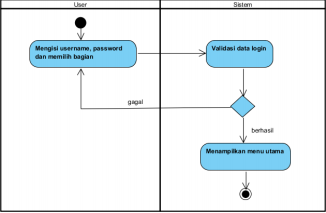 User
Sistem
Mengisi username, password
dan memilih bagian
Validasi data login
gagal
berhasil
Menampilkan menu utama